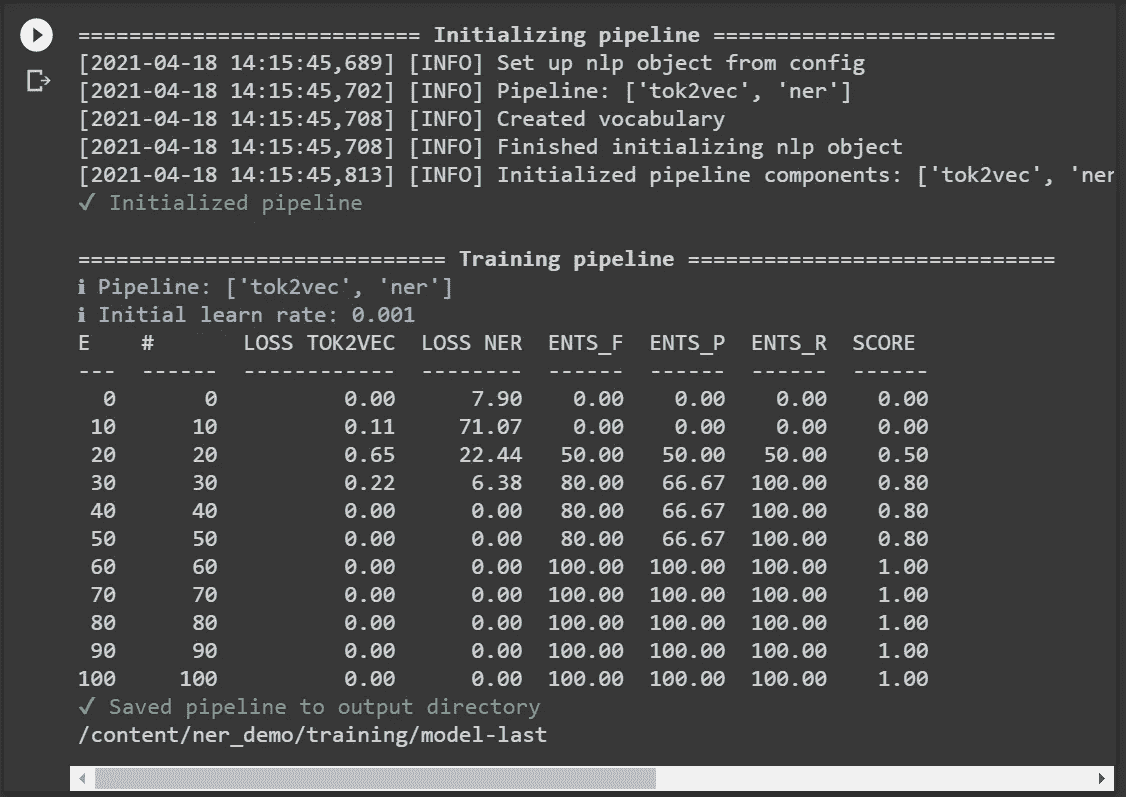 =========================== Initializing pipeline ===========================
[2021-04-18 14:15:45,689] [INFO] Set up nlp object from config
[2021-04-18 14:15:45,702] [INFO] Pipeline: ['tok2vec', 'ner']
[2021-04-18 14:15:45,708] [INFO] Created vocabulary
[2021-04-18 14:15:45,708] [INFO] Finished initializing nlp object
[2021-04-18 14:15:45,813] [INFO] Initialized pipeline components: ['tok2vec', 'ner
✓ Initialized pipeline
============================= Training pipeline =============================
ℹ Pipeline: ['tok2vec', 'ner']
ℹ Initial learn rate: 0.001
E    #       LOSS TOK2VEC  LOSS NER  ENTS_F  ENTS_P  ENTS_R  SCORE
---  ------  ------------  --------  ------  ------  ------  ------
  0       0          0.00      7.90    0.00    0.00    0.00    0.00
 10      10          0.11     71.07    0.00    0.00    0.00    0.00
 20      20          0.65     22.44   50.00   50.00   50.00    0.50
 30      30          0.22      6.38   80.00   66.67  100.00    0.80
 40      40          0.00      0.00   80.00   66.67  100.00    0.80
 50      50          0.00      0.00   80.00   66.67  100.00    0.80
 60      60          0.00      0.00  100.00  100.00  100.00    1.00
 70      70          0.00      0.00  100.00  100.00  100.00    1.00
 80      80          0.00      0.00  100.00  100.00  100.00    1.00
 90      90          0.00      0.00  100.00  100.00  100.00    1.00
100     100          0.00      0.00  100.00  100.00  100.00    1.00
✓ Saved pipeline to output directory
/content/ner_demo/training/model-last